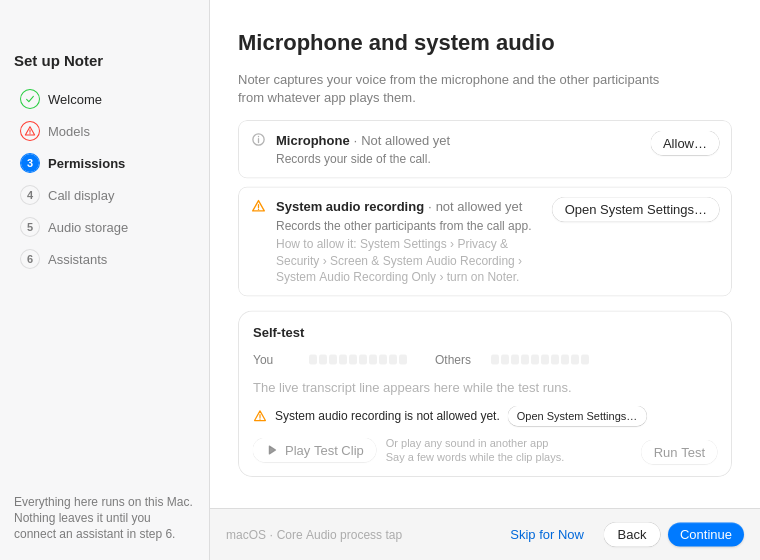 Set up Noter
Welcome
Models
3 Permissions
4 Call display
5 Audio storage
6 Assistants
Everything here runs on this Mac.
Nothing leaves it until you
connect an assistant in step 6.
Microphone and system audio
Noter captures your voice from the microphone and the other participants
from whatever app plays them.
Microphone · Not allowed yet
Records your side of the call.
Allow…
System audio recording · not allowed yet
Records the other participants from the call app.
How to allow it: System Settings › Privacy &
Security › Screen & System Audio Recording ›
System Audio Recording Only › turn on Noter.
Open System Settings…
Self-test
You Others
The live transcript line appears here while the test runs.
System audio recording is not allowed yet. Open System Settings…
Play Test Clip
Or play any sound in another app
Say a few words while the clip plays.
Run Test
macOS · Core Audio process tap
Skip for Now Back Continue